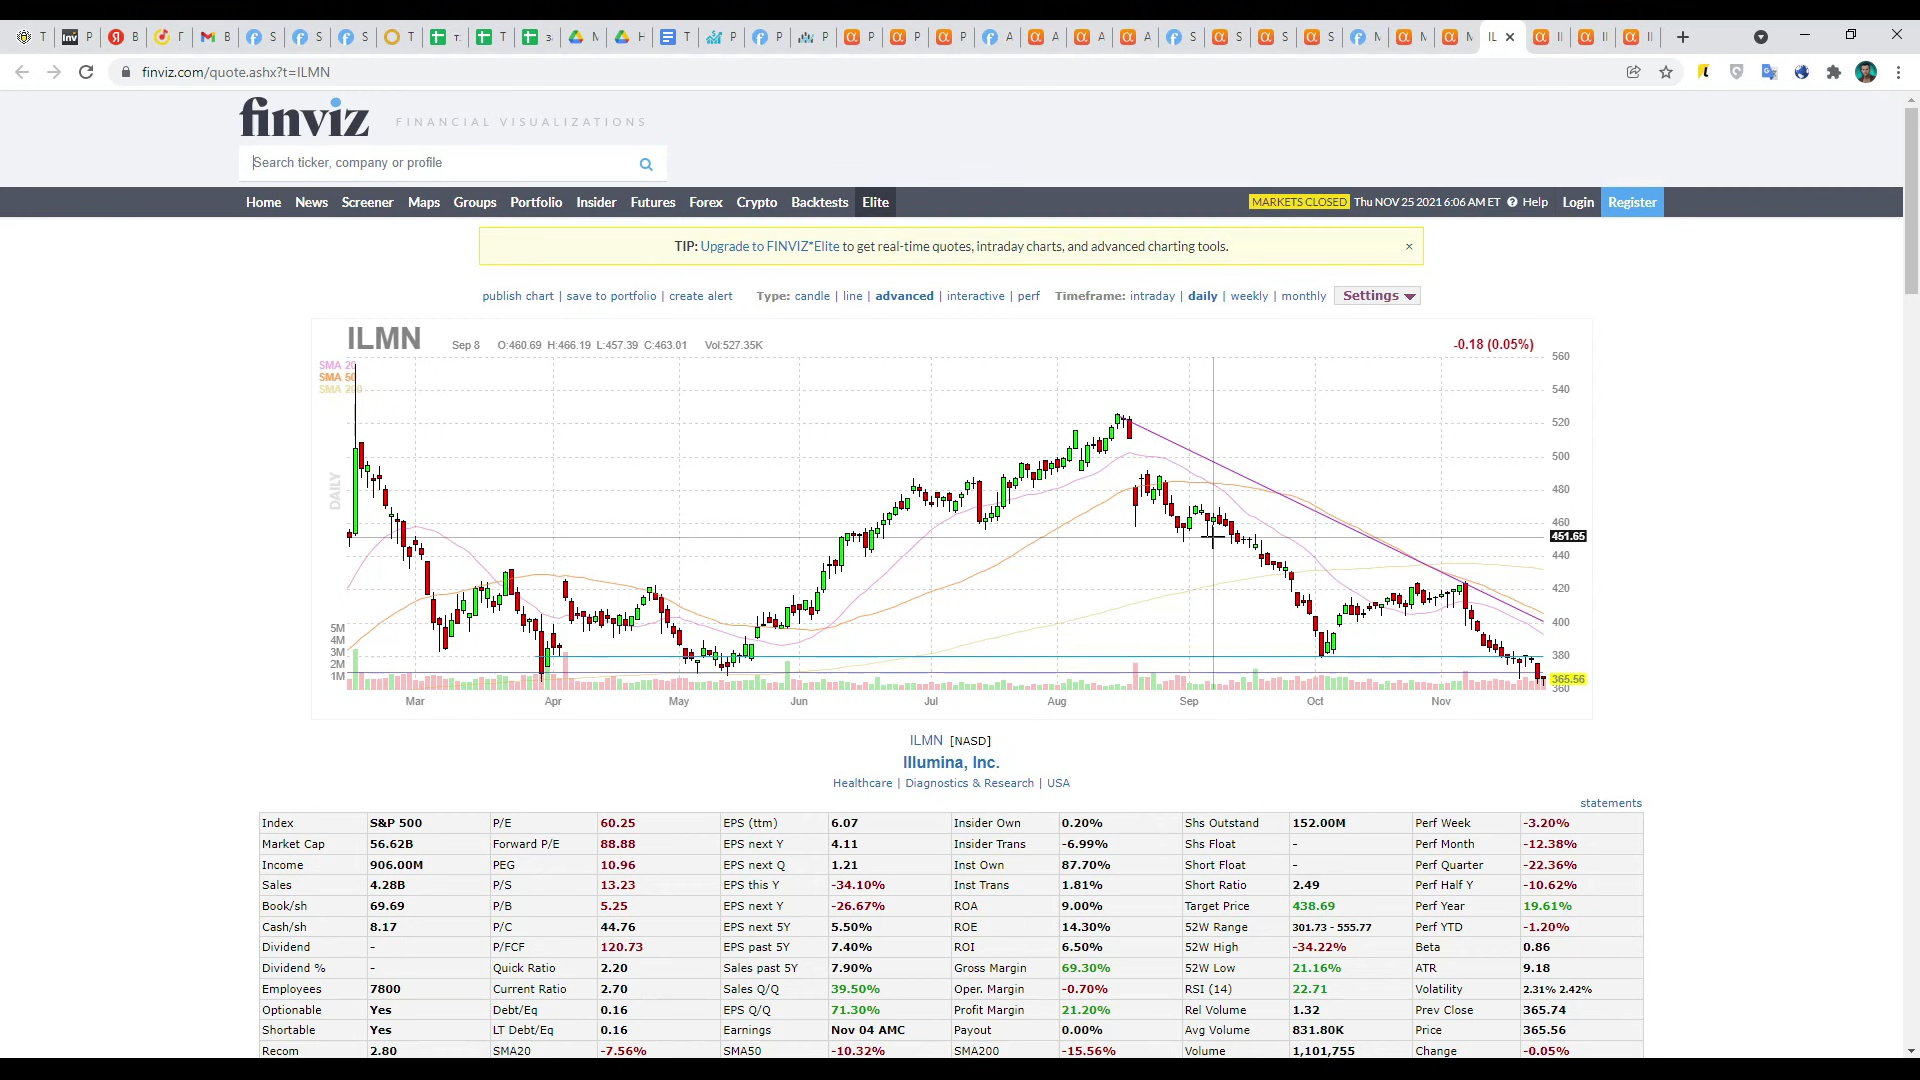 T P B Г B S S S T т: T з: M H T P P P P P P A A A A S S S S M M M IL II II II
finviz.com/quote.ashx?t=ILMN
finviz FINANCIAL VISUALIZATIONS
Search ticker, company or profile
Home News Screener Maps Groups Portfolio Insider Futures Forex Crypto Backtests Elite MARKETS CLOSED Thu NOV 25 2021 6:06 AM ET Help Login Register
TIP: Upgrade to FINVIZ*Elite to get real-time quotes, intraday charts, and advanced charting tools. ×
publish chart | save to portfolio | create alert Type: candle | line | advanced | interactive | perf Timeframe: intraday | daily | weekly | monthly Settings
ILMN Sep 8 O:460.69 H:466.19 L:457.39 C:463.01 Vol:527.35K -0.18 (0.05%)
SMA 20
SMA 50
SMA 200
DAILY
560
540
520
500
480
460
451.65
440
420
400
380
365.56
360
5M
4M
3M
2M
1M
Mar Apr May Jun Jul Aug Sep Oct Nov
ILMN [NASD]
Illumina, Inc.
Healthcare | Diagnostics & Research | USA
statements
Index S&P 500 P/E 60.25 EPS (ttm) 6.07 Insider Own 0.20% Shs Outstand 152.00M Perf Week -3.20%
Market Cap 56.62B Forward P/E 88.88 EPS next Y 4.11 Insider Trans -6.99% Shs Float - Perf Month -12.38%
Income 906.00M PEG 10.96 EPS next Q 1.21 Inst Own 87.70% Short Float - Perf Quarter -22.36%
Sales 4.28B P/S 13.23 EPS this Y -34.10% Inst Trans 1.81% Short Ratio 2.49 Perf Half Y -10.62%
Book/sh 69.69 P/B 5.25 EPS next Y -26.67% ROA 9.00% Target Price 438.69 Perf Year 19.61%
Cash/sh 8.17 P/C 44.76 EPS next 5Y 5.50% ROE 14.30% 52W Range 301.73 - 555.77 Perf YTD -1.20%
Dividend - P/FCF 120.73 EPS past 5Y 7.40% ROI 6.50% 52W High -34.22% Beta 0.86
Dividend % - Quick Ratio 2.20 Sales past 5Y 7.90% Gross Margin 69.30% 52W Low 21.16% ATR 9.18
Employees 7800 Current Ratio 2.70 Sales Q/Q 39.50% Oper. Margin -0.70% RSI (14) 22.71 Volatility 2.31% 2.42%
Optionable Yes Debt/Eq 0.16 EPS Q/Q 71.30% Profit Margin 21.20% Rel Volume 1.32 Prev Close 365.74
Shortable Yes LT Debt/Eq 0.16 Earnings Nov 04 AMC Payout 0.00% Avg Volume 831.80K Price 365.56
Recom 2.80 SMA20 -7.56% SMA50 -10.32% SMA200 -15.56% Volume 1,101,755 Change -0.05%